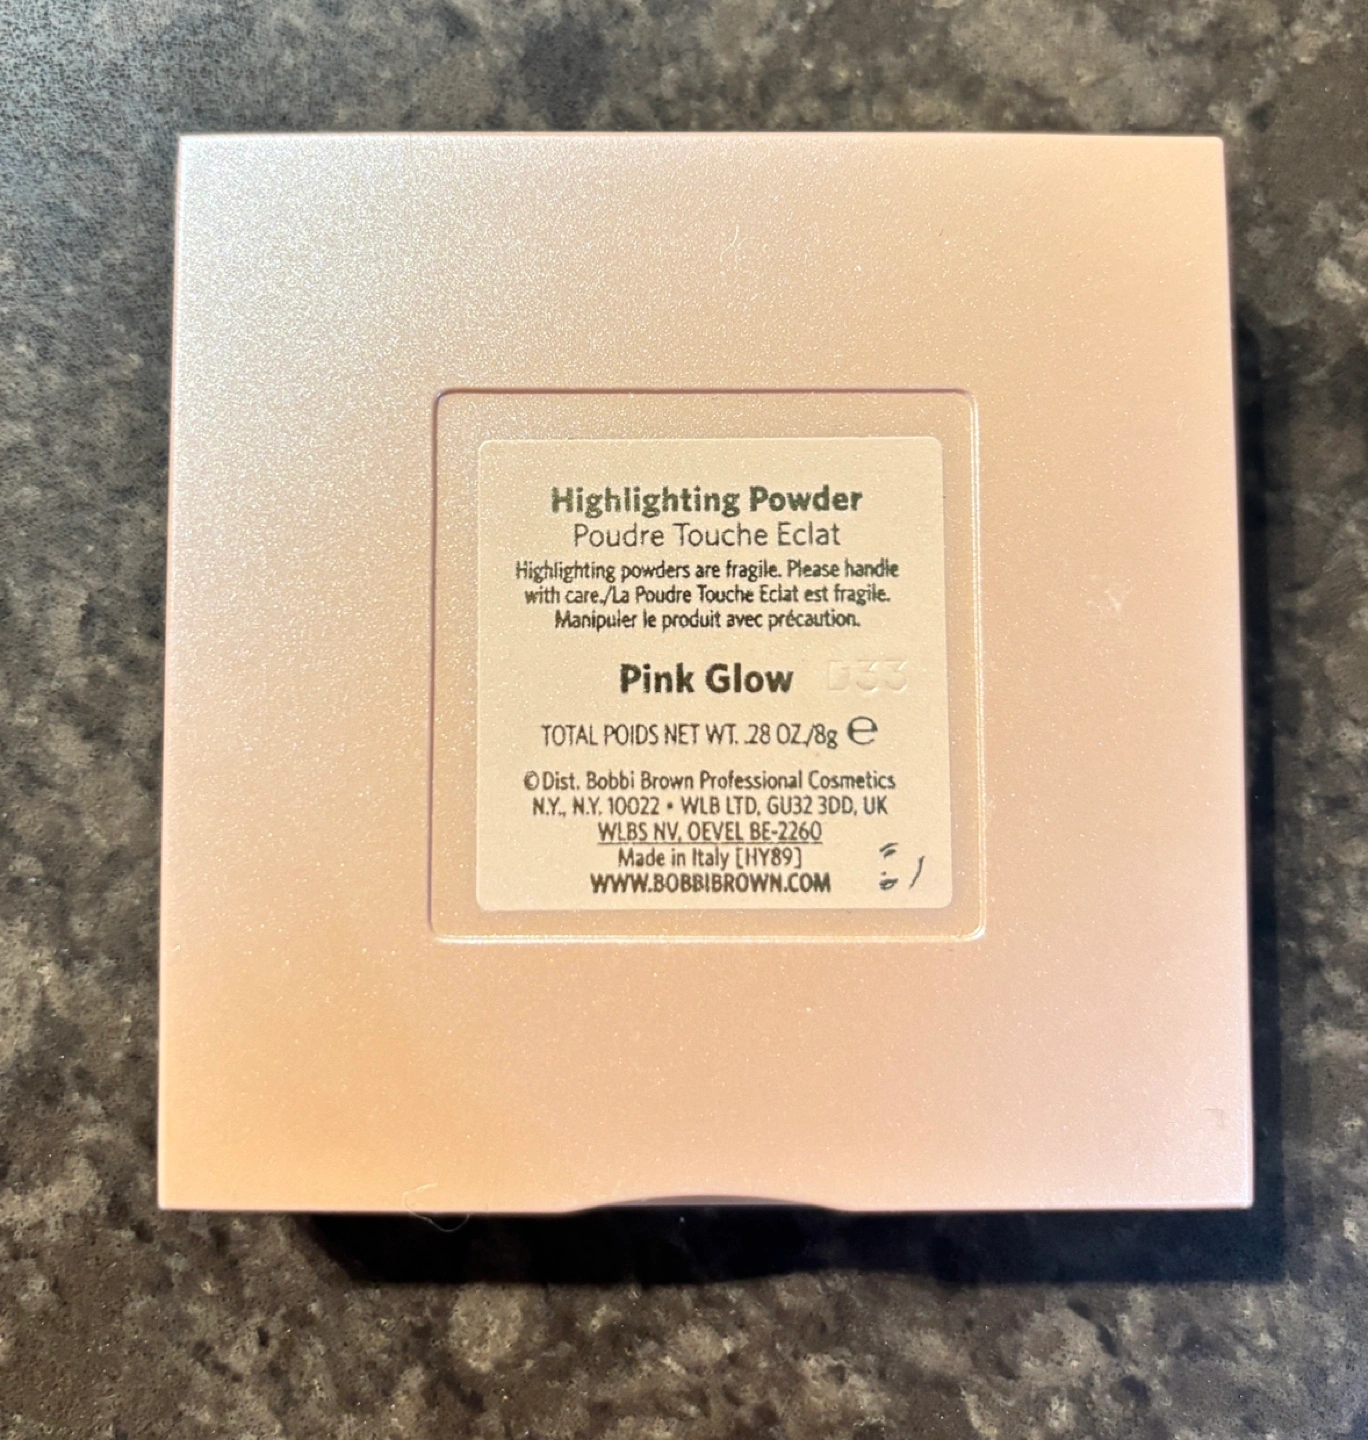 Highlighting Powder
Poudre Touche Eclat
Highlighting powders are fragile. Please handle
with care./La Poudre Touche Eclat est fragile.
Manipuler le produit avec précaution.
Pink Glow
TOTAL POIDS NET WT. .28 OZ./8g ℮
© Dist. Bobbi Brown Professional Cosmetics
N.Y., N.Y. 10022 • WLB LTD, GU32 3DD, UK
WLBS NV, OEVEL BE-2260
Made in Italy [HY89]
WWW.BOBBIBROWN.COM